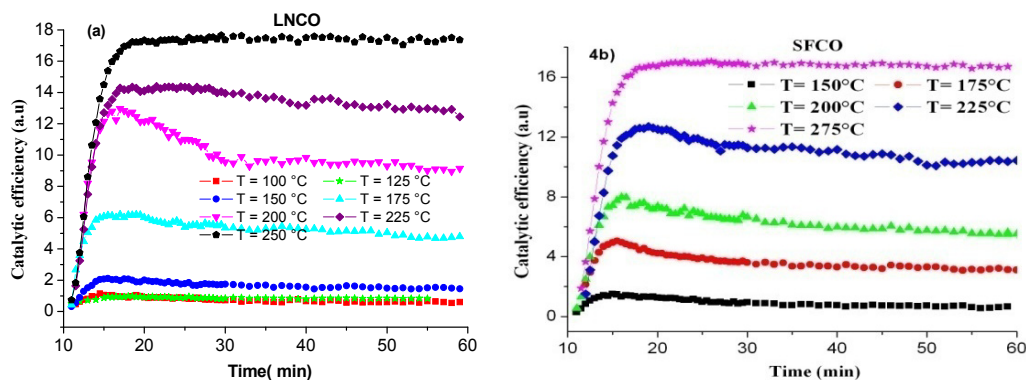 LNCO
(a)
18
16
14
12
10
8
6
4
2
0
Catalytic efficiency (a.u)
T = 100 °C
T = 125 °C
T = 150 °C
T = 175 °C
T = 200 °C
T = 225 °C
T = 250 °C
10 20 30 40 50 60
Time( min)
4b)
SFCO
16
12
8
4
0
Catalytic efficiency (a.u)
T= 150°C
T= 175°C
T= 200°C
T= 225°C
T= 275°C
10 20 30 40 50 60
Time (min)